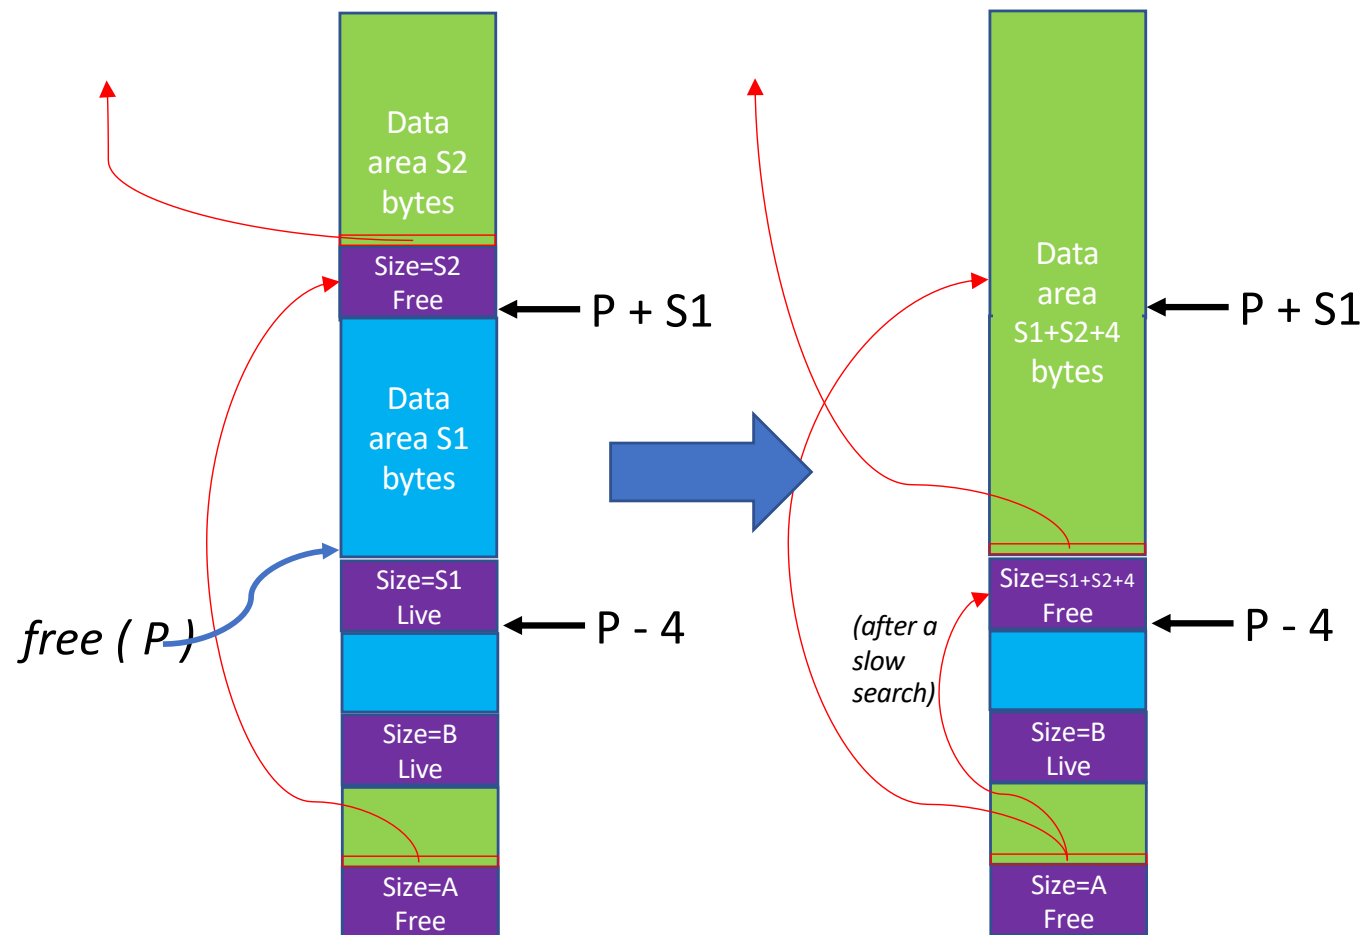 Data
area S2
bytes
Size=S2
Free
P + S1
Data
area S1
bytes
Size=S1
Live
free ( P )
P - 4
Size=B
Live
Size=A
Free
Data
area
S1+S2+4
bytes
P + S1
Size=S1+S2+4
Free
P - 4
(after a
slow
search)
Size=B
Live
Size=A
Free